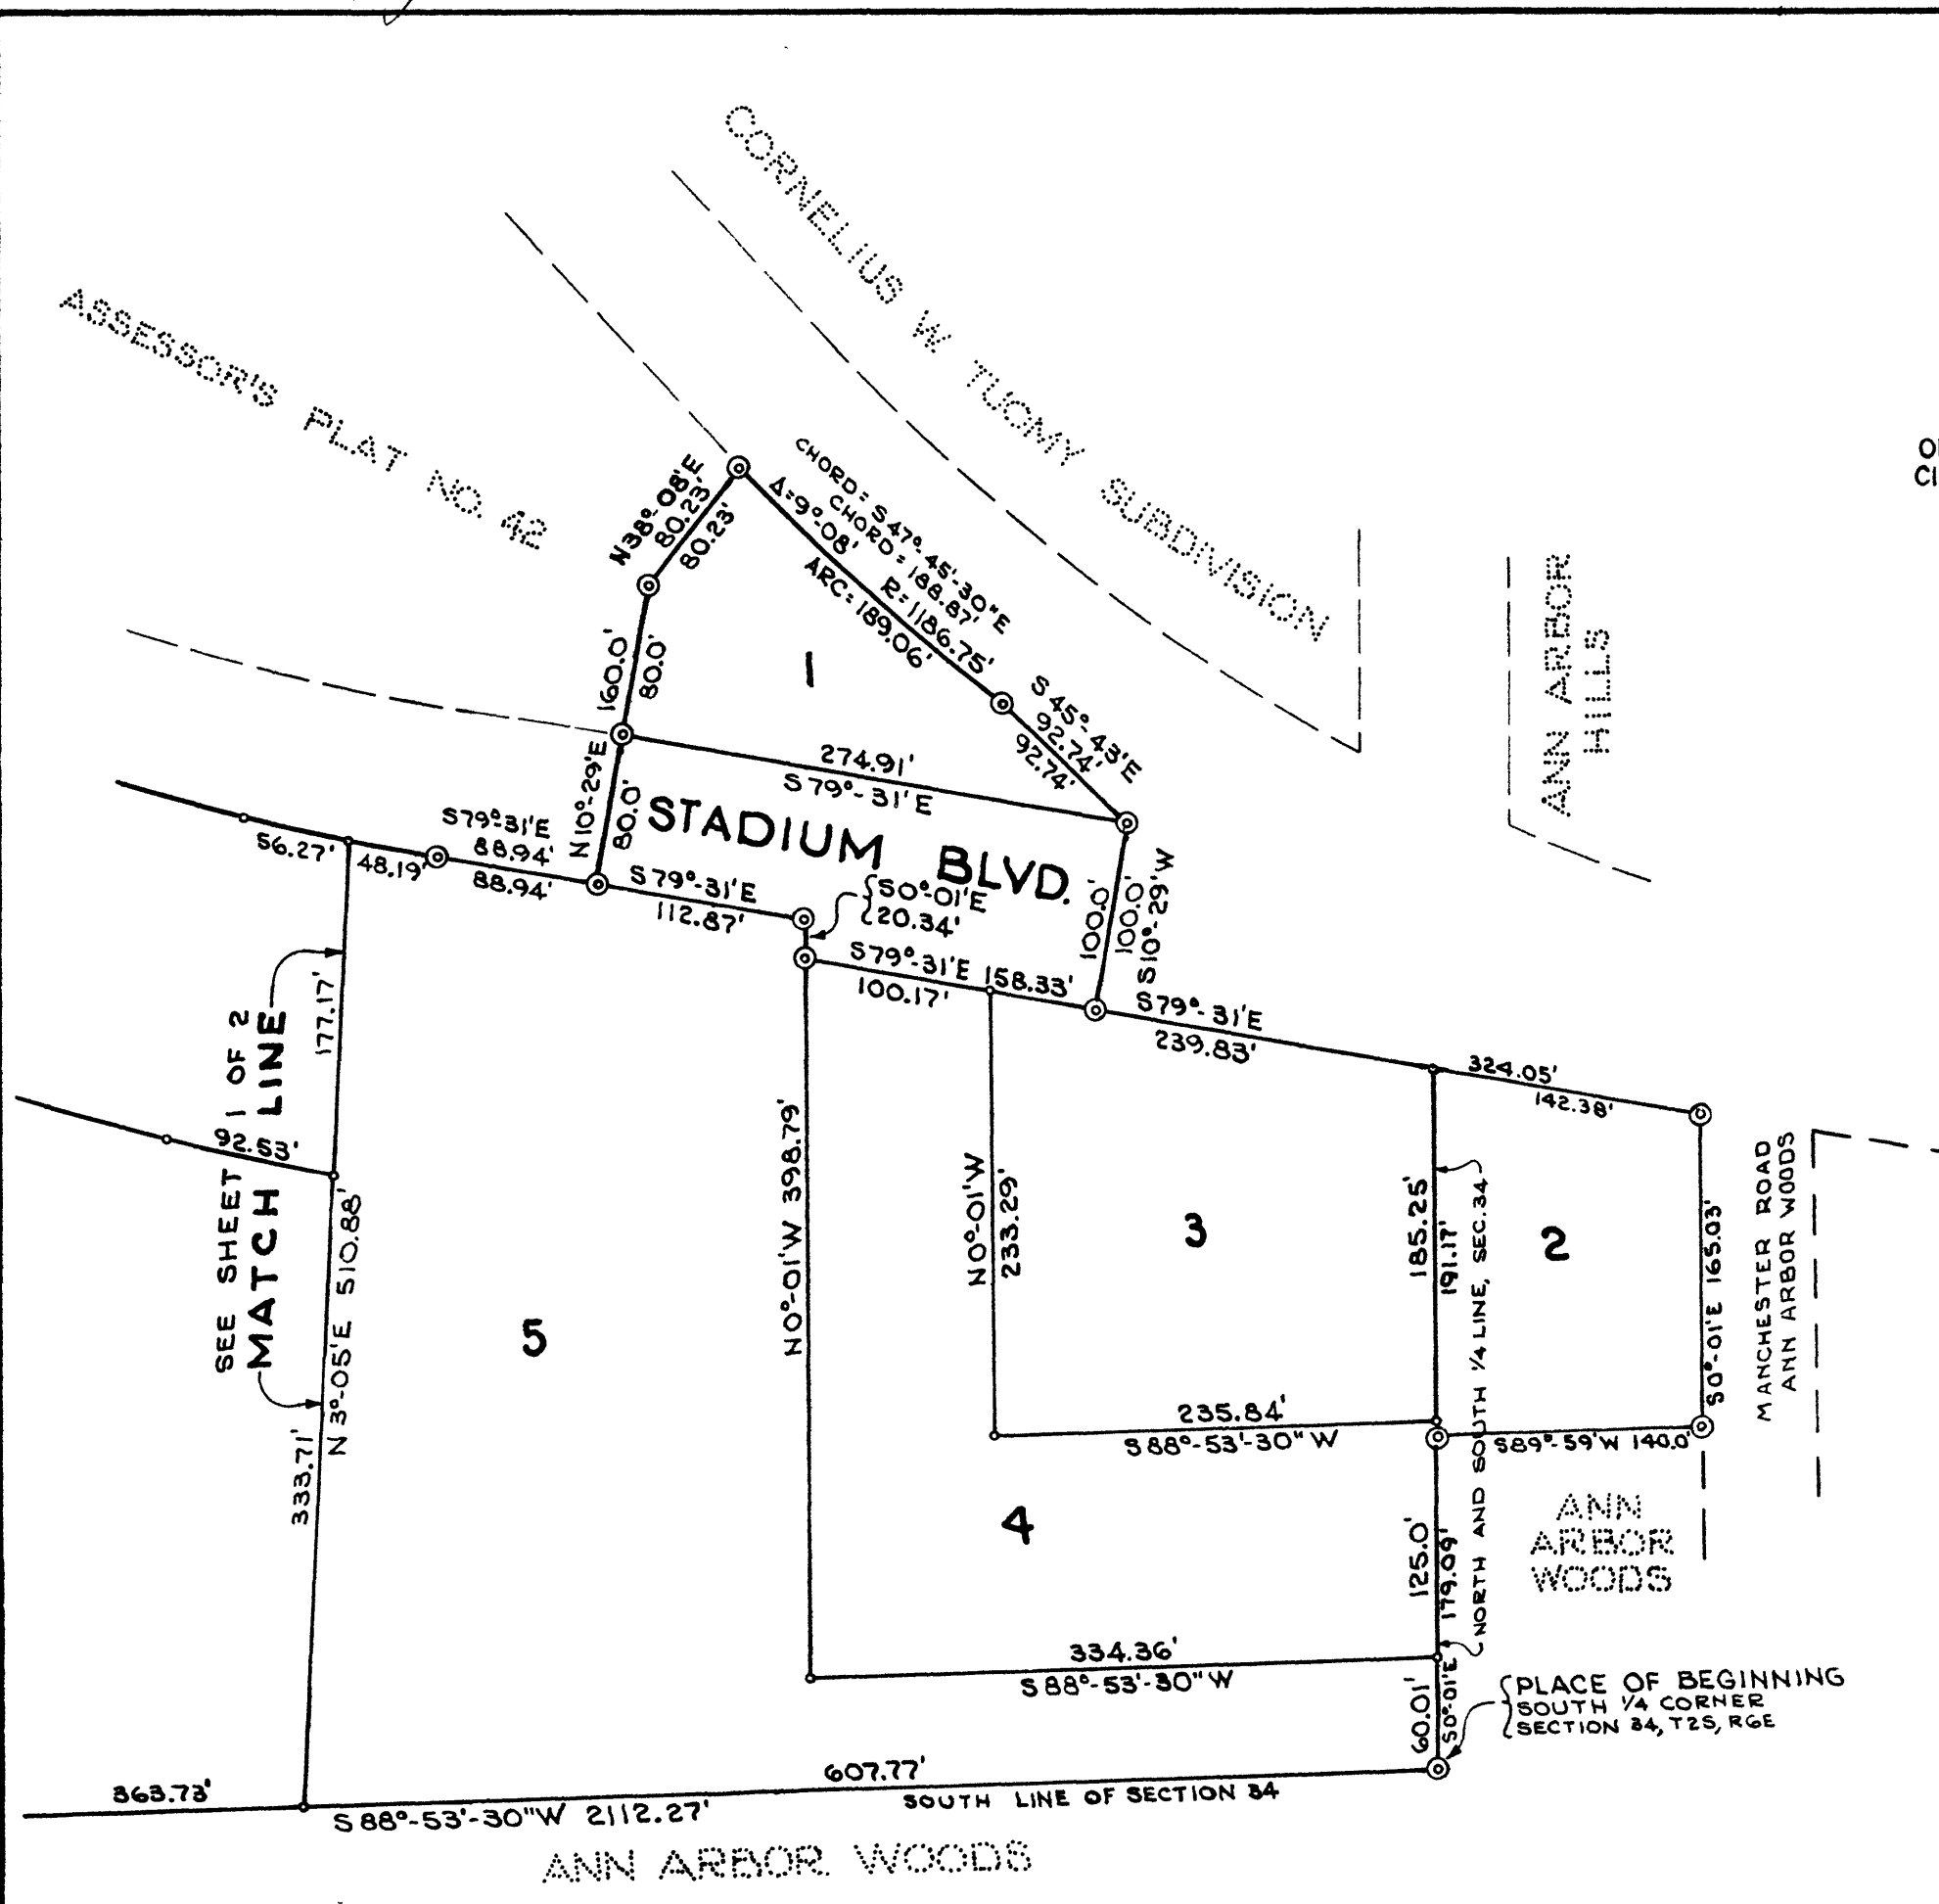 CORNELIUS W. TUOMY SUBDIVISION
ASSESSOR'S PLAT NO. 42
ANN ARBOR
HILLS
N38°-08'E
80.23'
80.23'
CHORD = S47°-45'-30"E
CHORD = 188.87'
Δ=9°-08' R=1186.75'
ARC=189.06'
S45°-43'E
92.74'
92.74'
160.0'
80.0'
1
274.91'
S79°-31'E
N10°-29'E
80.0'
STADIUM BLVD.
56.27'
48.19'
S79°31'E
88.94'
88.94'
S79°-31'E
112.87'
S0°-01'E
20.34'
100.0'
100.0'
S10°-29'W
S79°-31'E 158.33'
100.17'
S79°-31'E
239.83'
324.05'
142.38'
SEE SHEET 1 OF 2
MATCH LINE
177.17'
92.53'
N3°-05'E 510.88'
333.71'
5
N0°-01'W 398.79'
N0°-01'W
233.29'
3
185.25'
191.17'
NORTH AND SOUTH 1/4 LINE, SEC. 34
2
S0°-01'E 165.03'
MANCHESTER ROAD
ANN ARBOR WOODS
235.84'
S88°-53'-30"W
S89°-59'W 140.0'
4
125.0'
179.09'
ANN
ARBOR
WOODS
334.36'
S88°-53'-30"W
60.01'
S0°-01'E
PLACE OF BEGINNING
SOUTH 1/4 CORNER
SECTION 34, T2S, R6E
363.73'
607.77'
S88°-53'-30"W 2112.27'
SOUTH LINE OF SECTION 34
ANN ARBOR WOODS